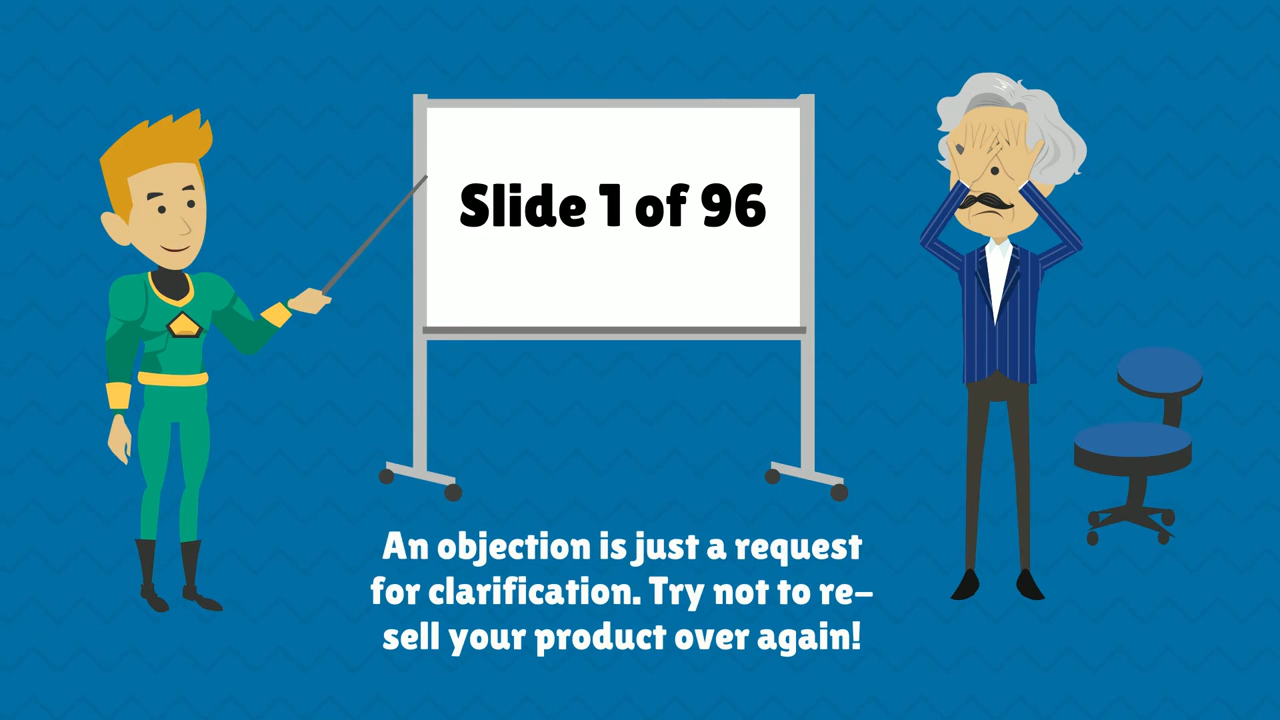 Slide 1 of 96
An objection is just a request
for clarification. Try not to re-
sell your product over again!